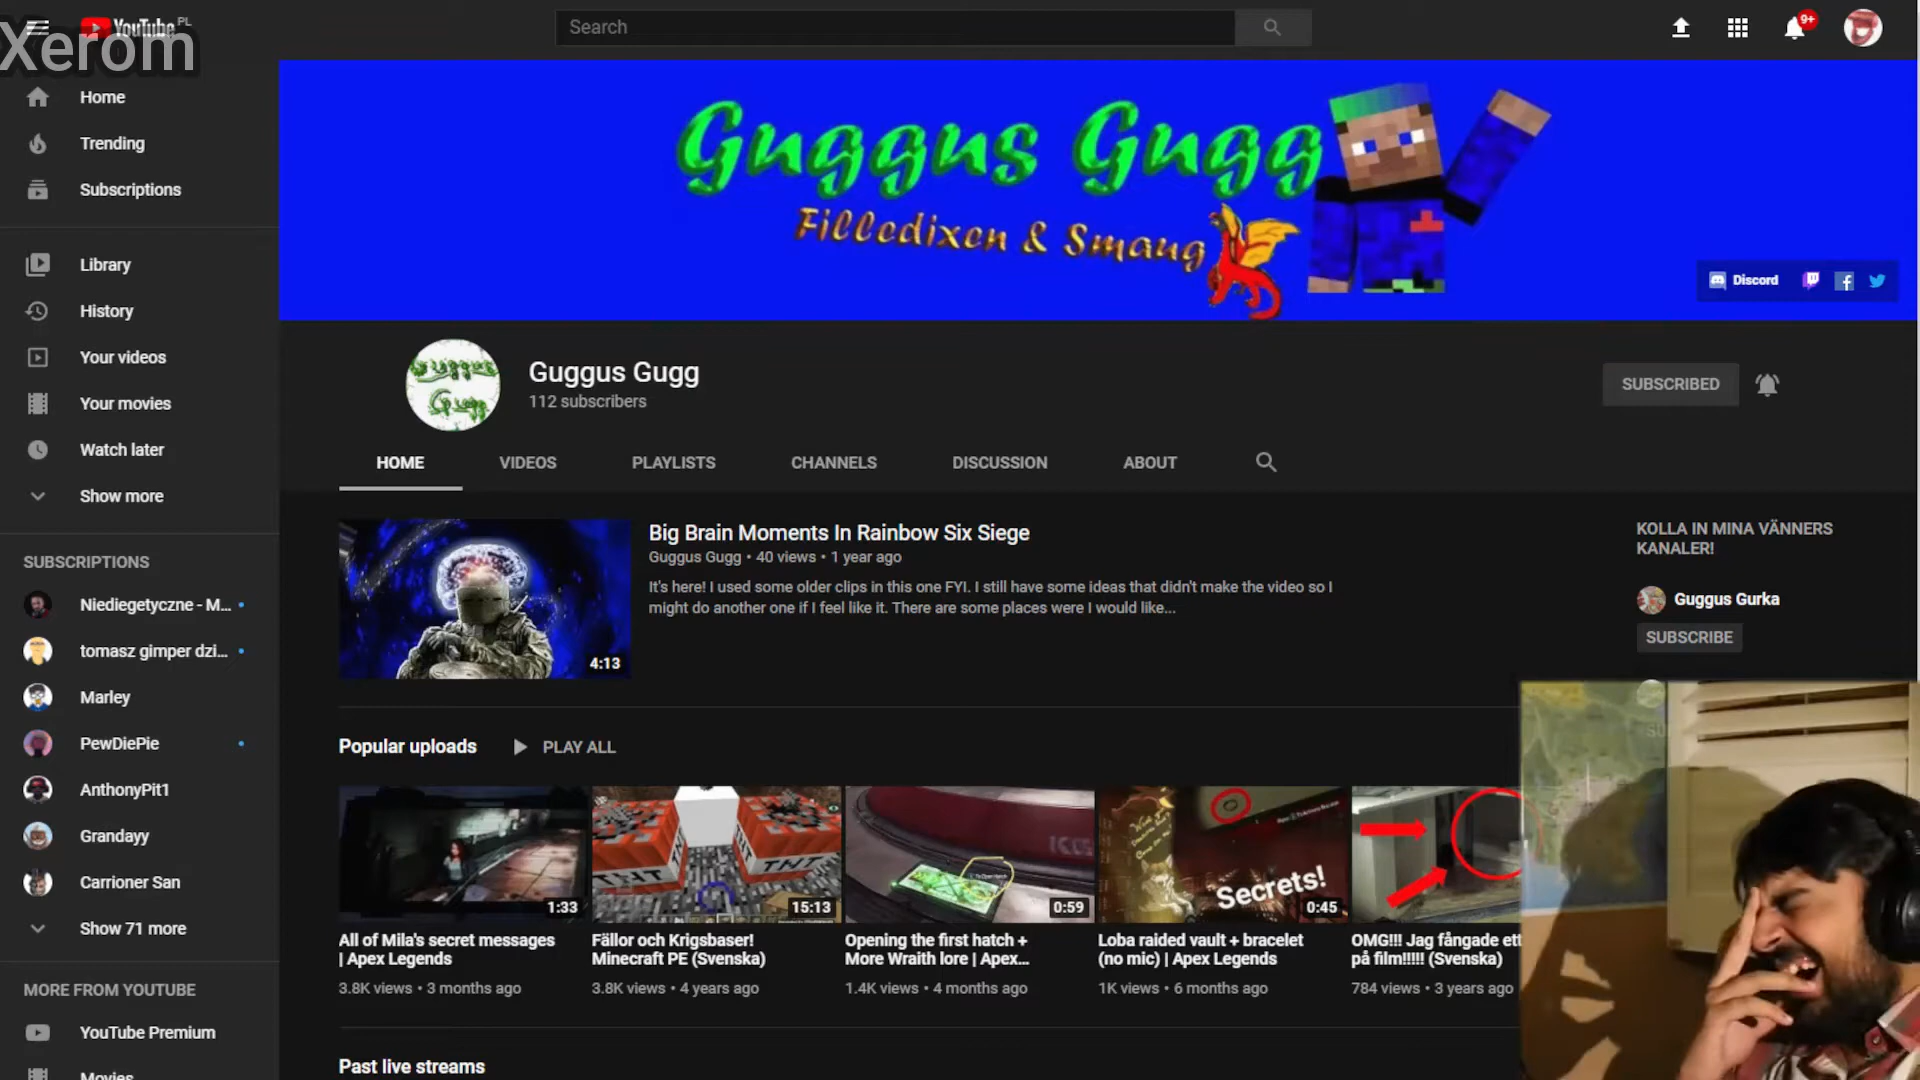 Xerom
YouTube PL
Search
9+
Home
Trending
Subscriptions
Library
History
Your videos
Your movies
Watch later
Show more
SUBSCRIPTIONS
Niediegetyczne - M...
tomasz gimper dzi...
Marley
PewDiePie
AnthonyPit1
Grandayy
Carrioner San
Show 71 more
MORE FROM YOUTUBE
YouTube Premium
Movies
Guggus Gugg
Filledixen & Smaug
Discord
Guggus Gugg
Guggus Gugg
112 subscribers
SUBSCRIBED
HOME
VIDEOS
PLAYLISTS
CHANNELS
DISCUSSION
ABOUT
4:13
Big Brain Moments In Rainbow Six Siege
Guggus Gugg • 40 views • 1 year ago
It's here! I used some older clips in this one FYI. I still have some ideas that didn't make the video so I
might do another one if I feel like it. There are some places were I would like...
KOLLA IN MINA VÄNNERS
KANALER!
Guggus Gurka
SUBSCRIBE
Popular uploads
PLAY ALL
1:33
All of Mila's secret messages
| Apex Legends
3.8K views • 3 months ago
TNT
TNT
15:13
Fällor och Krigsbaser!
Minecraft PE (Svenska)
3.8K views • 4 years ago
0:59
Opening the first hatch +
More Wraith lore | Apex...
1.4K views • 4 months ago
Secrets!
0:45
Loba raided vault + bracelet
(no mic) | Apex Legends
1K views • 6 months ago
OMG!!! Jag fångade ett
på film!!!!! (Svenska)
784 views • 3 years ago
Past live streams